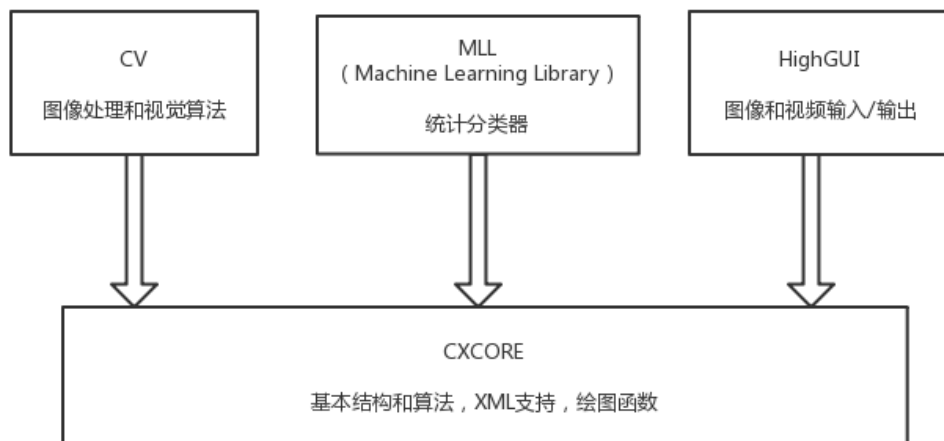 CV
图像处理和视觉算法
MLL
（Machine Learning Library）
统计分类器
HighGUI
图像和视频输入/输出
CXCORE
基本结构和算法，XML支持，绘图函数